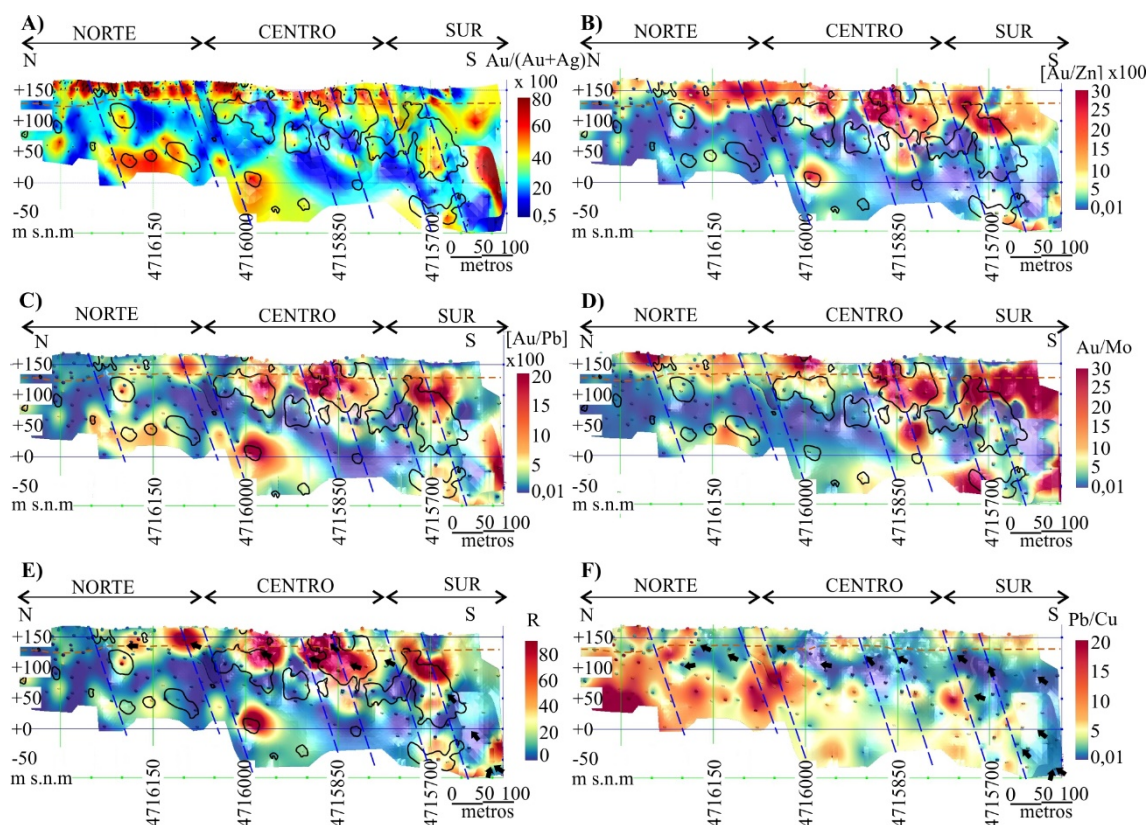 A)
NORTE CENTRO SUR
N S
Au/(Au+Ag)
x 100
80
60
40
20
0,5
+150
+100
+50
+0
-50
m s.n.m
4716150
4716000
4715850
4715700
0 50 100
metros
B)
NORTE CENTRO SUR
N S
[Au/Zn] x100
30
25
20
15
10
5
0,01
+150
+100
+50
+0
-50
m s.n.m
4716150
4716000
4715850
4715700
0 50 100
metros
C)
NORTE CENTRO SUR
N S
[Au/Pb]
x100
20
15
10
5
0,01
+150
+100
+50
+0
-50
m s.n.m
4716150
4716000
4715850
4715700
0 50 100
metros
D)
NORTE CENTRO SUR
N S
Au/Mo
30
25
20
15
10
5
0,01
+150
+100
+50
+0
-50
m s.n.m
4716150
4716000
4715850
4715700
0 50 100
metros
E)
NORTE CENTRO SUR
N S
R
80
60
40
20
0
+150
+100
+50
+0
-50
m s.n.m
4716150
4716000
4715850
4715700
0 50 100
metros
F)
NORTE CENTRO SUR
N S
Pb/Cu
20
15
10
5
0,01
+150
+100
+50
+0
-50
m s.n.m
4716150
4716000
4715850
4715700
0 50 100
metros